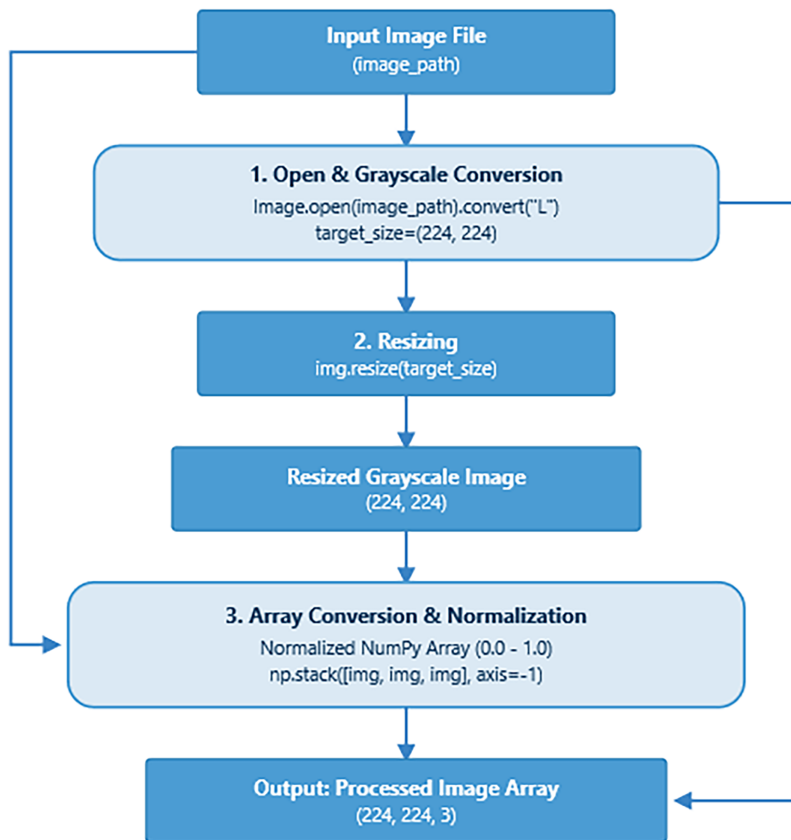 Input Image File
(image_path)
1. Open & Grayscale Conversion
Image.open(image_path).convert("L")
target_size=(224, 224)
2. Resizing
img.resize(target_size)
Resized Grayscale Image
(224, 224)
3. Array Conversion & Normalization
Normalized NumPy Array (0.0 - 1.0)
np.stack([img, img, img], axis=-1)
Output: Processed Image Array
(224, 224, 3)